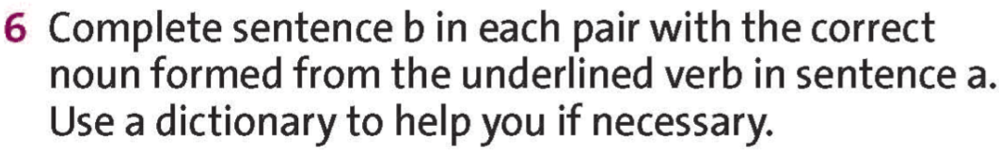 6 Complete sentence b in each pair with the correct
noun formed from the underlined verb in sentence a.
Use a dictionary to help you if necessary.